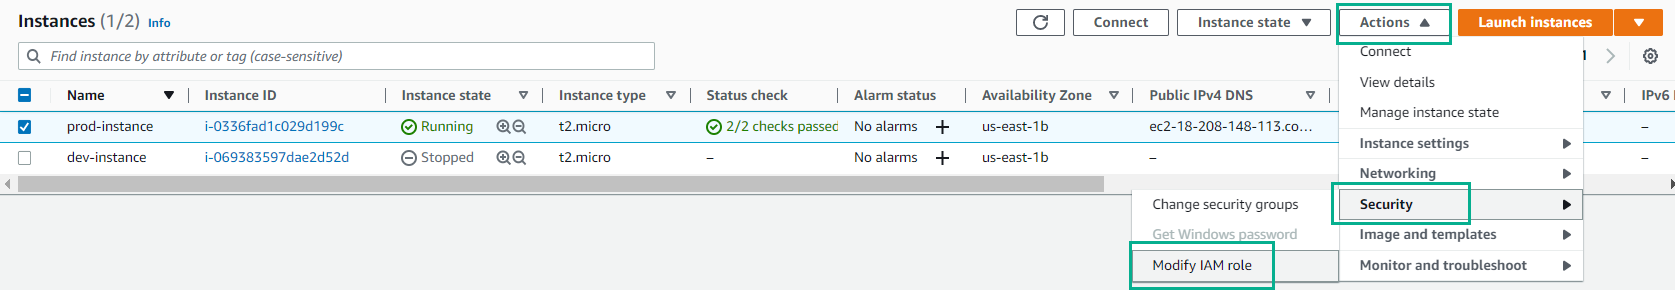 Instances (1/2) Info
Connect Instance state Actions Launch instances
Find instance by attribute or tag (case-sensitive)
Connect
View details
Name Instance ID Instance state Instance type Status check Alarm status Availability Zone Public IPv4 DNS IPv6
Manage instance state
prod-instance i-0336fad1c029d199c Running t2.micro 2/2 checks passed No alarms us-east-1b ec2-18-208-148-113.co... –
Instance settings
dev-instance i-069383597dae2d52d Stopped t2.micro – No alarms us-east-1b – –
Networking
Change security groups Security
Get Windows password Image and templates
Modify IAM role Monitor and troubleshoot